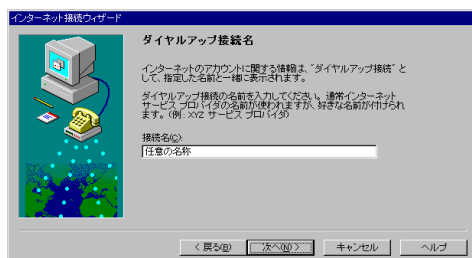 インターネット接続ウィザード
ダイヤルアップ接続名
インターネットのアカウントに関する情報は、"ダイヤルアップ接続" と
して、指定した名前と一緒に表示されます。
ダイヤルアップ接続の名前を入力してください。通常インターネット
サービス プロバイダの名前が使われますが、好きな名前が付けられ
ます。(例: XYZ サービス プロバイダ)
接続名(C):
任意の名称
< 戻る(B)
次へ(N) >
キャンセル
ヘルプ